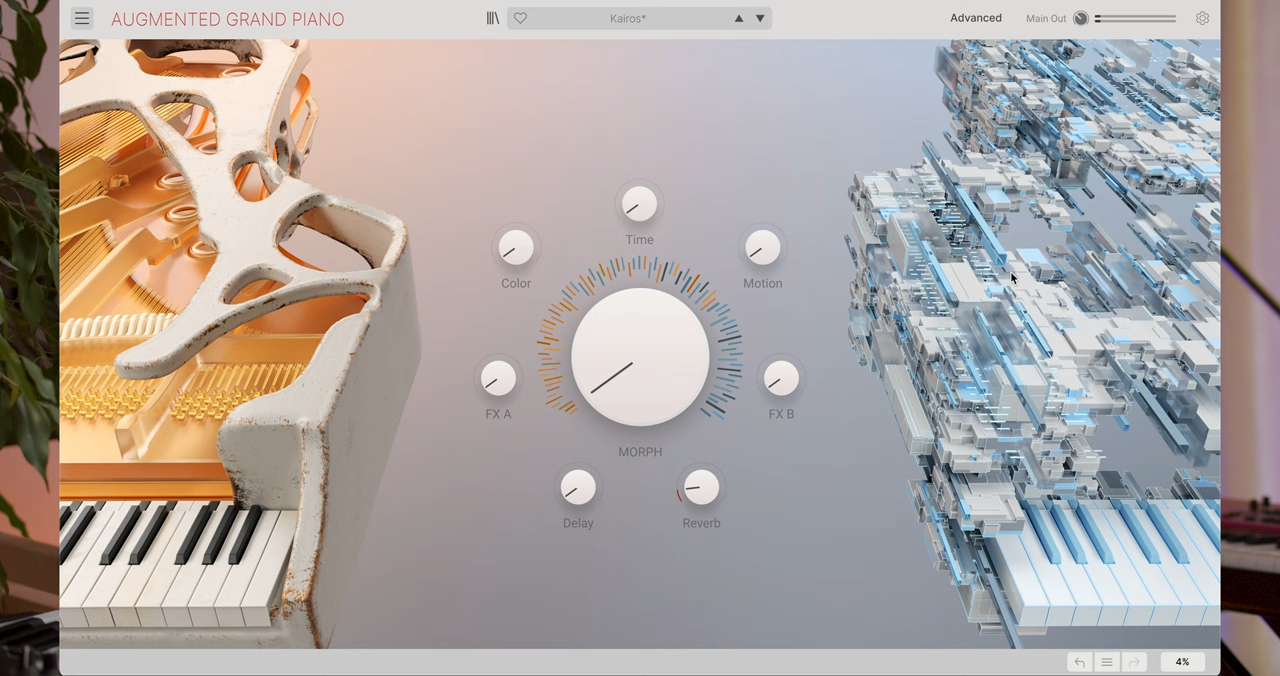 AUGMENTED GRAND PIANO
Kairos*
Advanced
Main Out
Time
Color
Motion
FX A
FX B
MORPH
Delay
Reverb
4%